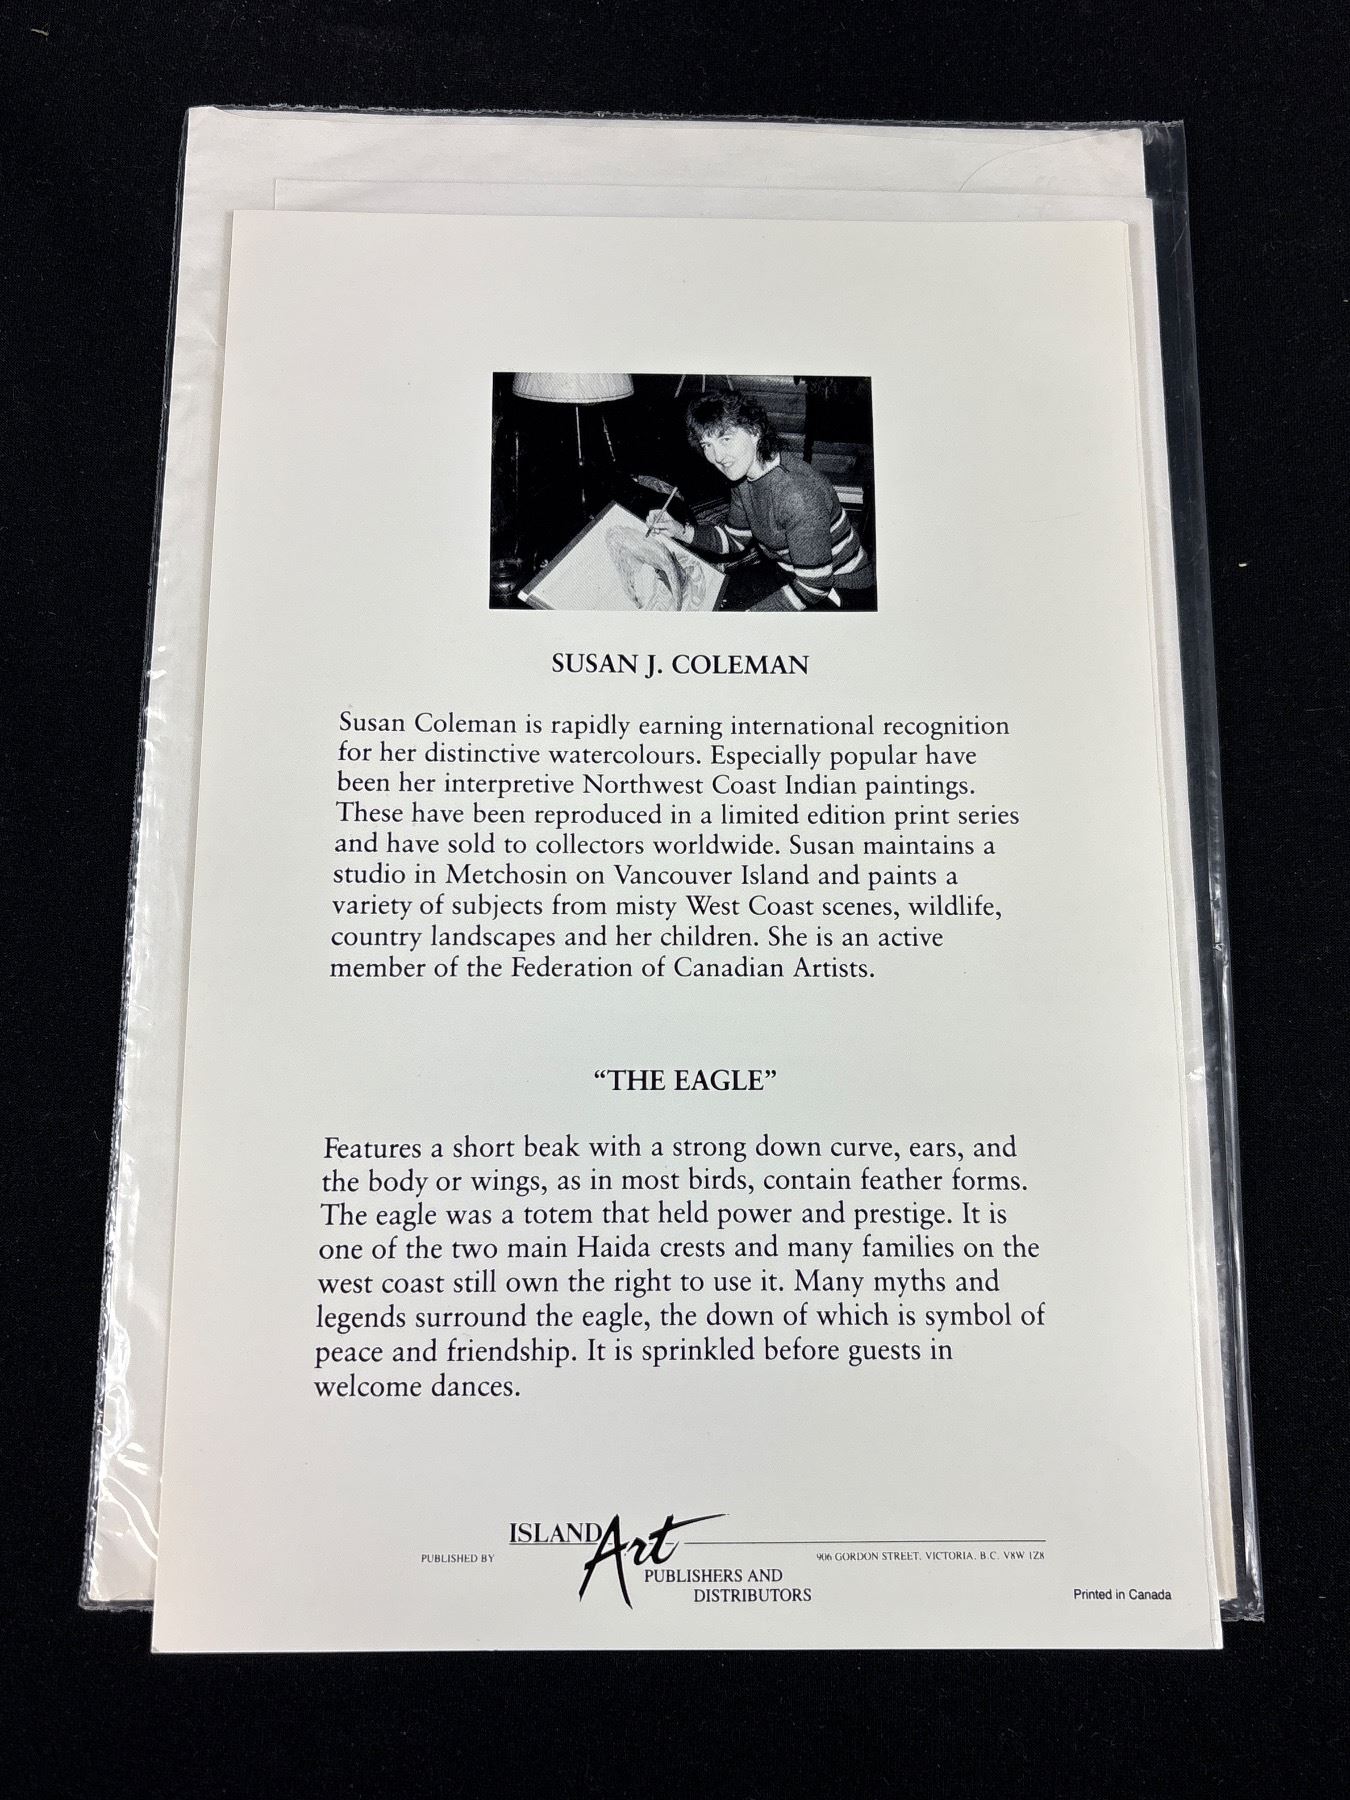 SUSAN J. COLEMAN
Susan Coleman is rapidly earning international recognition
for her distinctive watercolours. Especially popular have
been her interpretive Northwest Coast Indian paintings.
These have been reproduced in a limited edition print series
and have sold to collectors worldwide. Susan maintains a
studio in Metchosin on Vancouver Island and paints a
variety of subjects from misty West Coast scenes, wildlife,
country landscapes and her children. She is an active
member of the Federation of Canadian Artists.
“THE EAGLE”
Features a short beak with a strong down curve, ears, and
the body or wings, as in most birds, contain feather forms.
The eagle was a totem that held power and prestige. It is
one of the two main Haida crests and many families on the
west coast still own the right to use it. Many myths and
legends surround the eagle, the down of which is symbol of
peace and friendship. It is sprinkled before guests in
welcome dances.
PUBLISHED BY
ISLAND Art
PUBLISHERS AND
DISTRIBUTORS
906 GORDON STREET, VICTORIA, B.C. V8W 1Z8
Printed in Canada